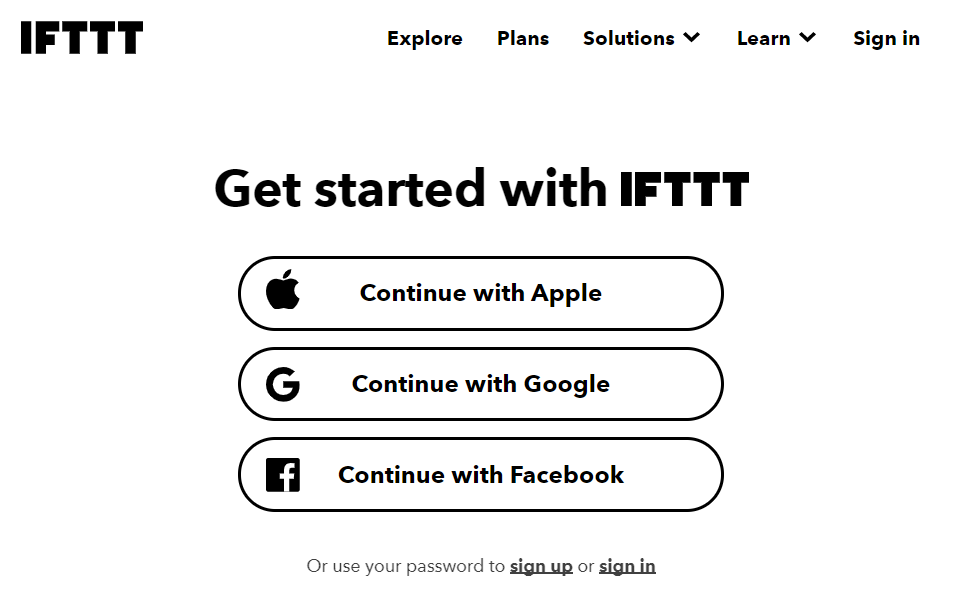 IFTTT Explore Plans Solutions Learn Sign in
Get started with IFTTT
Continue with Apple
Continue with Google
Continue with Facebook
Or use your password to sign up or sign in